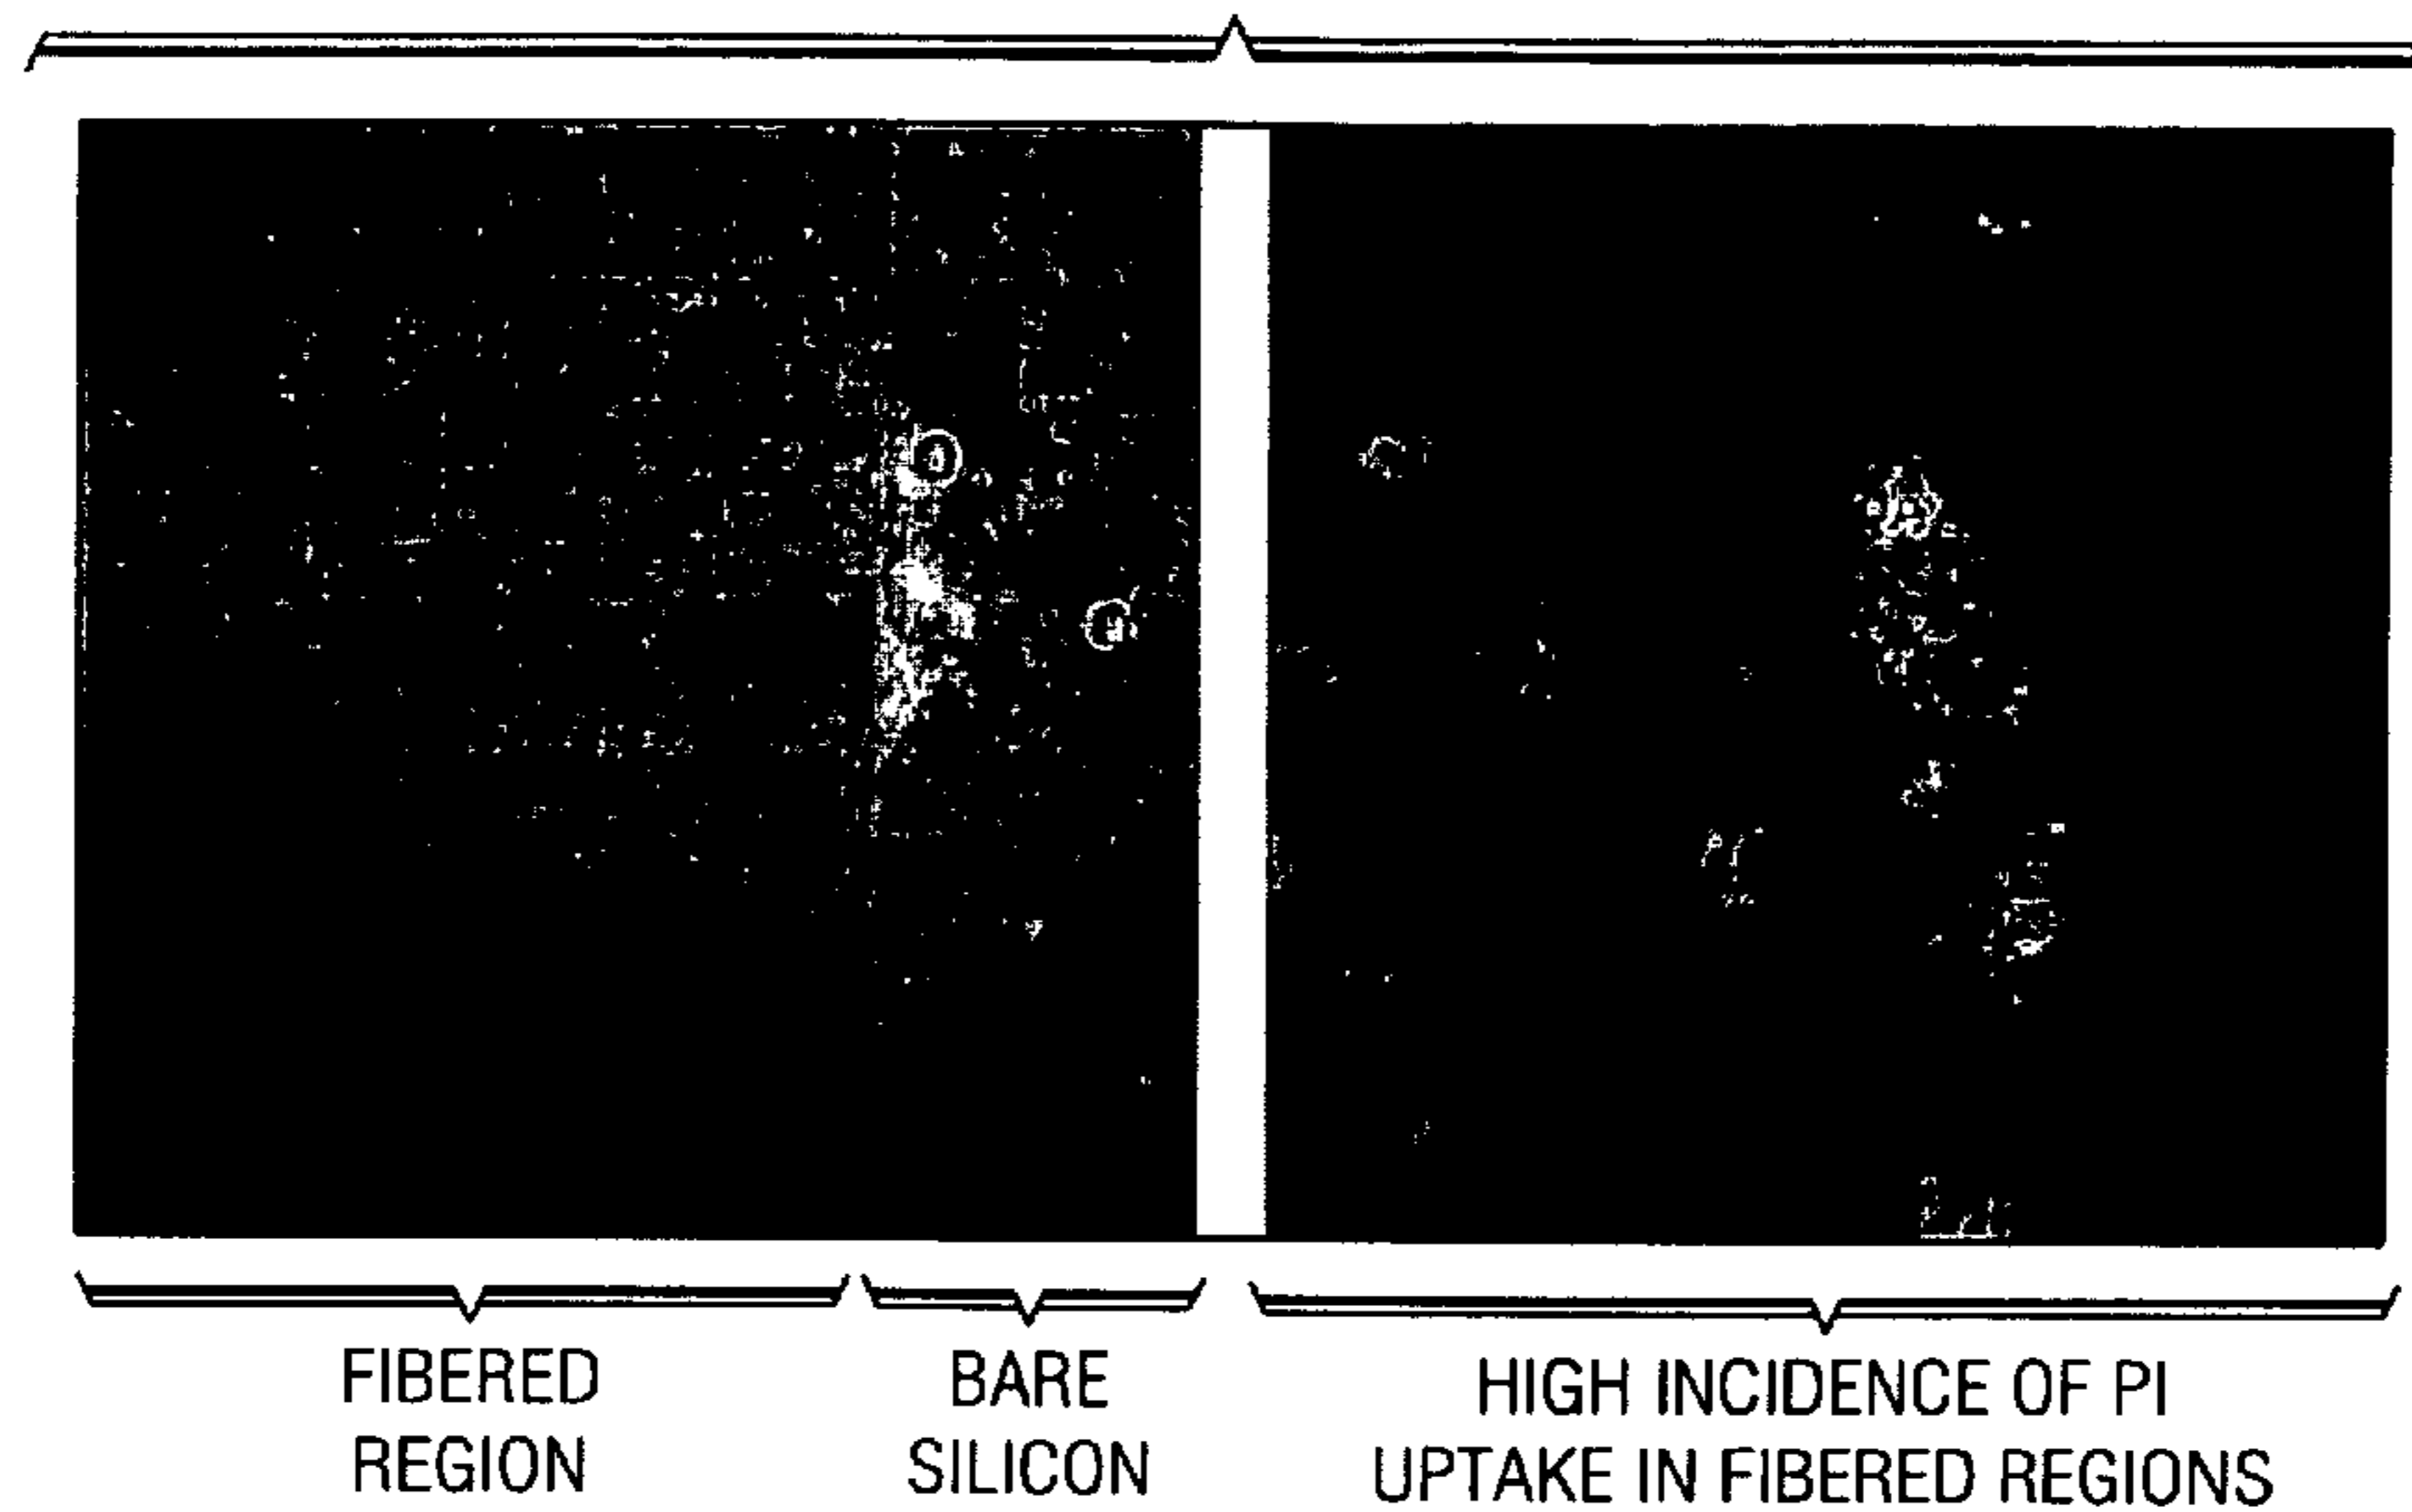 FIBERED
REGION
BARE
SILICON
HIGH INCIDENCE OF PI
UPTAKE IN FIBERED REGIONS